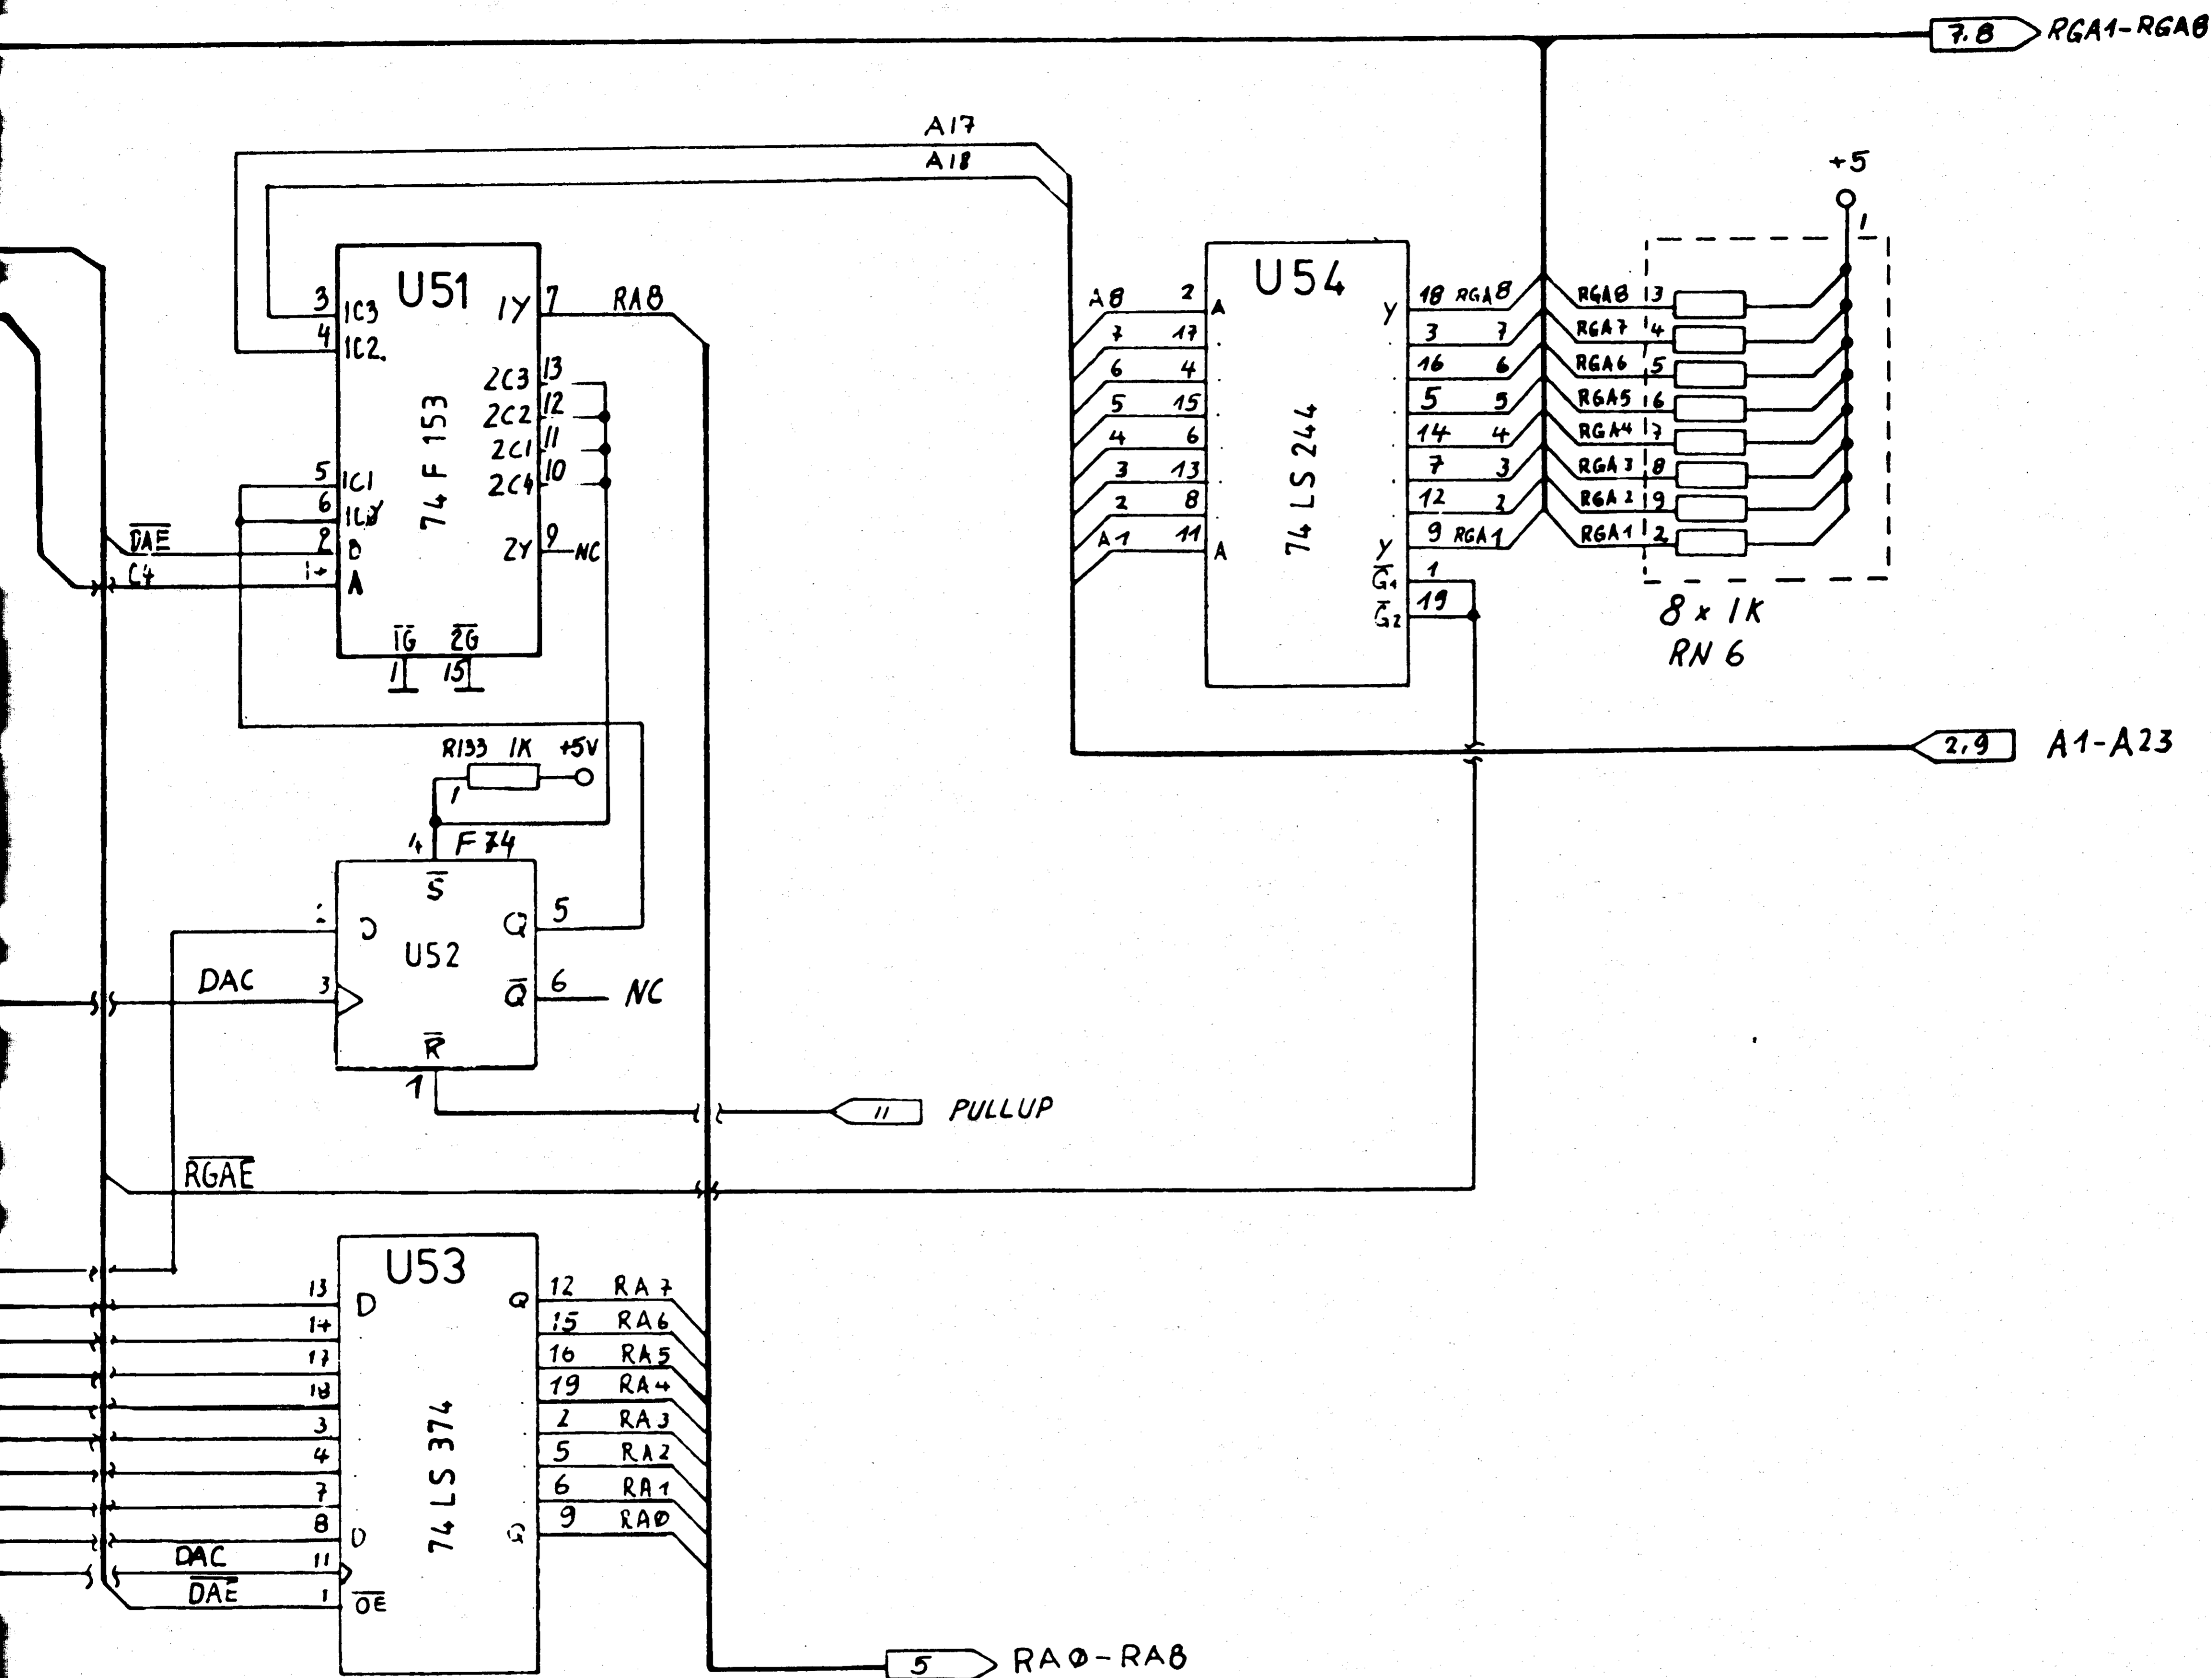 7.8 RGA1-RGA8
A17
A18
+5
1
U51
3 1C3
4 1C2
1Y 7 RA8
2C3 13
2C2 12
2C1 11
10
5 1C1
6
74 F 153
2Y 9 NC
DAE
C4
A
1G 2G
1 15
U54
A8 2 A
7 17
6 4
5 15
4 6
3 13
2 8
A1 11 A
74 LS 244
Y 18 RGA8
3 7
16 6
5 5
14 4
7 3
12 2
Y 9 RGA1
G1 1
G2 19
RGA8 3
RGA7 4
RGA6 5
RGA5 6
RGA4 7
RGA3 8
RGA2 9
RGA1 2
8 x 1K
RN 6
2,9 A1-A23
R133 1K +5V
1
4 F74
S
Q 5
U52
DAC 3
Q 6 NC
R
1
11 PULLUP
RGAE
U53
13 D
14
17
18
3
4
7
8 D
DAC 11
DAE 1 OE
74 LS 374
Q 12 RA7
15 RA6
16 RA5
19 RA4
2 RA3
5 RA2
6 RA1
Q 9 RAØ
5 RAØ-RA8